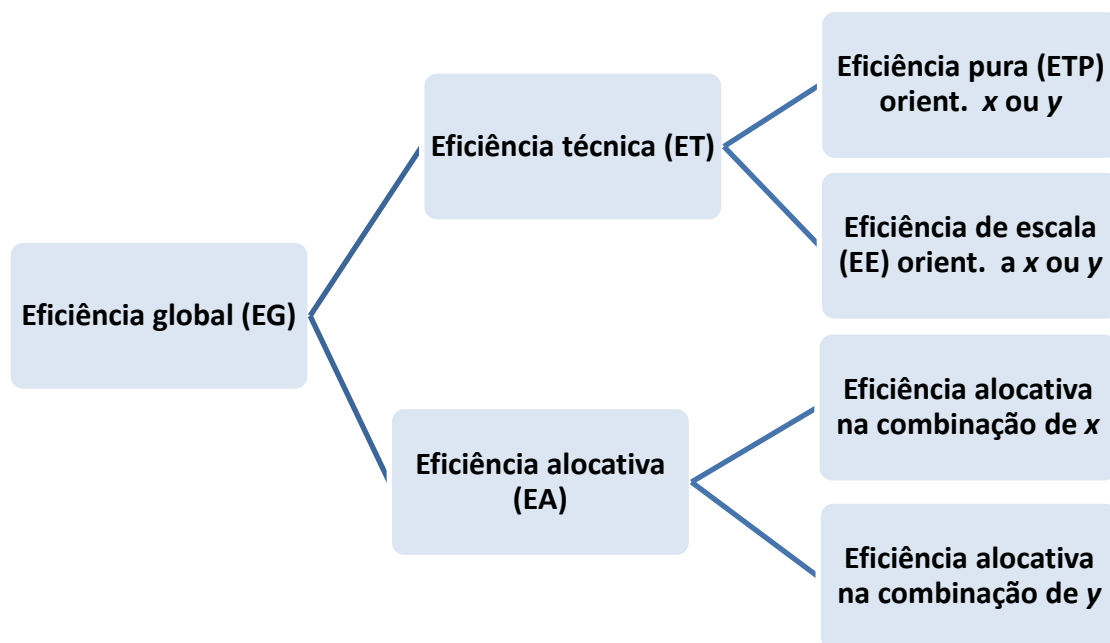 Eficiência global (EG)
Eficiência técnica (ET)
Eficiência pura (ETP)
orient. x ou y
Eficiência de escala
(EE) orient. a x ou y
Eficiência alocativa
(EA)
Eficiência alocativa
na combinação de x
Eficiência alocativa
na combinação de y